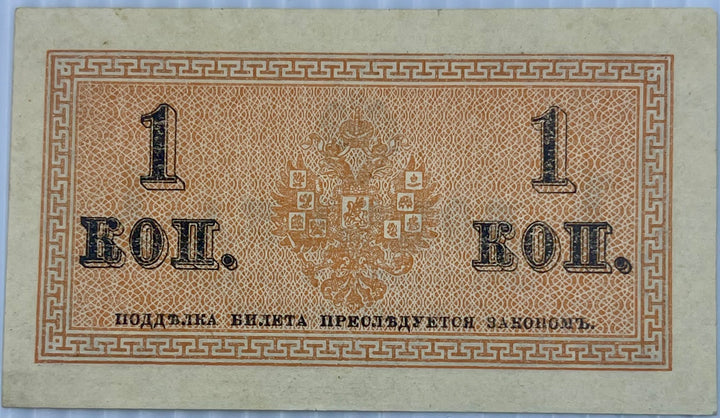 1 1
КОП. КОП.
ПОДДѢЛКА БИЛЕТА ПРЕСЛѢДУЕТСЯ ЗАКОНОМЪ.